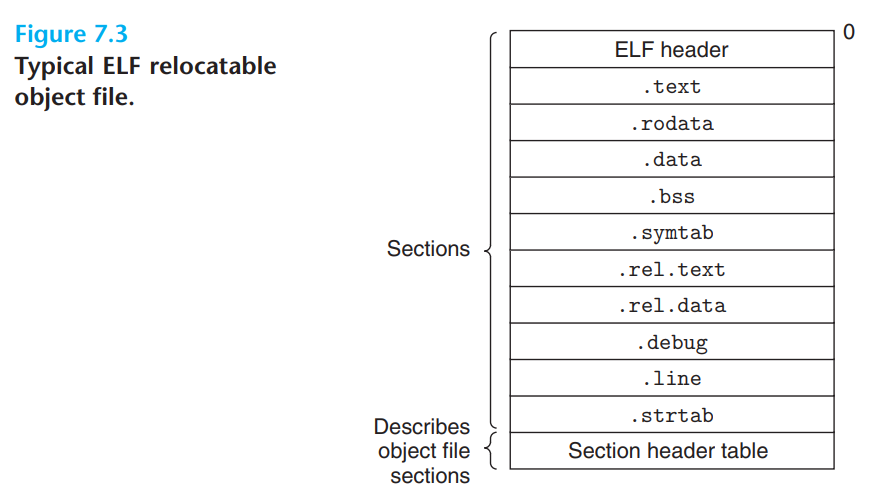 Figure 7.3
Typical ELF relocatable
object file.
0
ELF header
.text
.rodata
.data
.bss
.symtab
.rel.text
.rel.data
.debug
.line
.strtab
Section header table
Sections
Describes
object file
sections